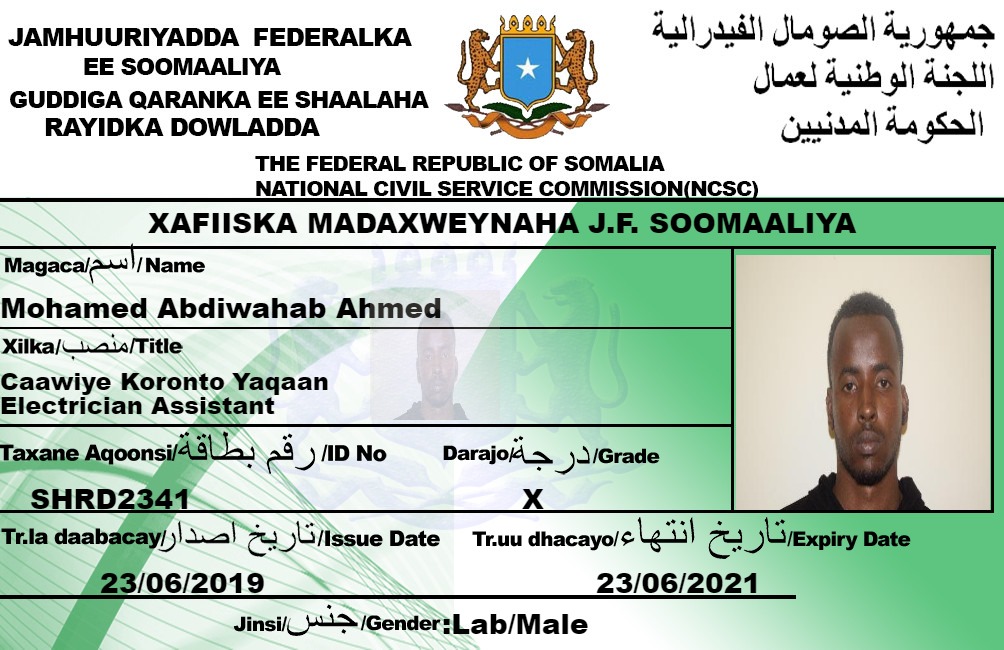 JAMHUURIYADDA FEDERALKA
EE SOOMAALIYA
GUDDIGA QARANKA EE SHAALAHA
RAYIDKA DOWLADDA
جمهورية الصومال الفيدرالية
اللجنة الوطنية لعمال
الحكومة المدنيين
THE FEDERAL REPUBLIC OF SOMALIA
NATIONAL CIVIL SERVICE COMMISSION(NCSC)
XAFIISKA MADAXWEYNAHA J.F. SOOMAALIYA
Magaca/اسم/Name
Mohamed Abdiwahab Ahmed
Xilka/منصب/Title
Caawiye Koronto Yaqaan
Electrician Assistant
Taxane Aqoonsi/رقم بطاقة/ID No
Darajo/درجة/Grade
SHRD2341
X
Tr.la daabacay/تاريخ اصدار/Issue Date
Tr.uu dhacayo/تاريخ انتهاء/Expiry Date
23/06/2019
23/06/2021
Jinsi/جنس/Gender:Lab/Male